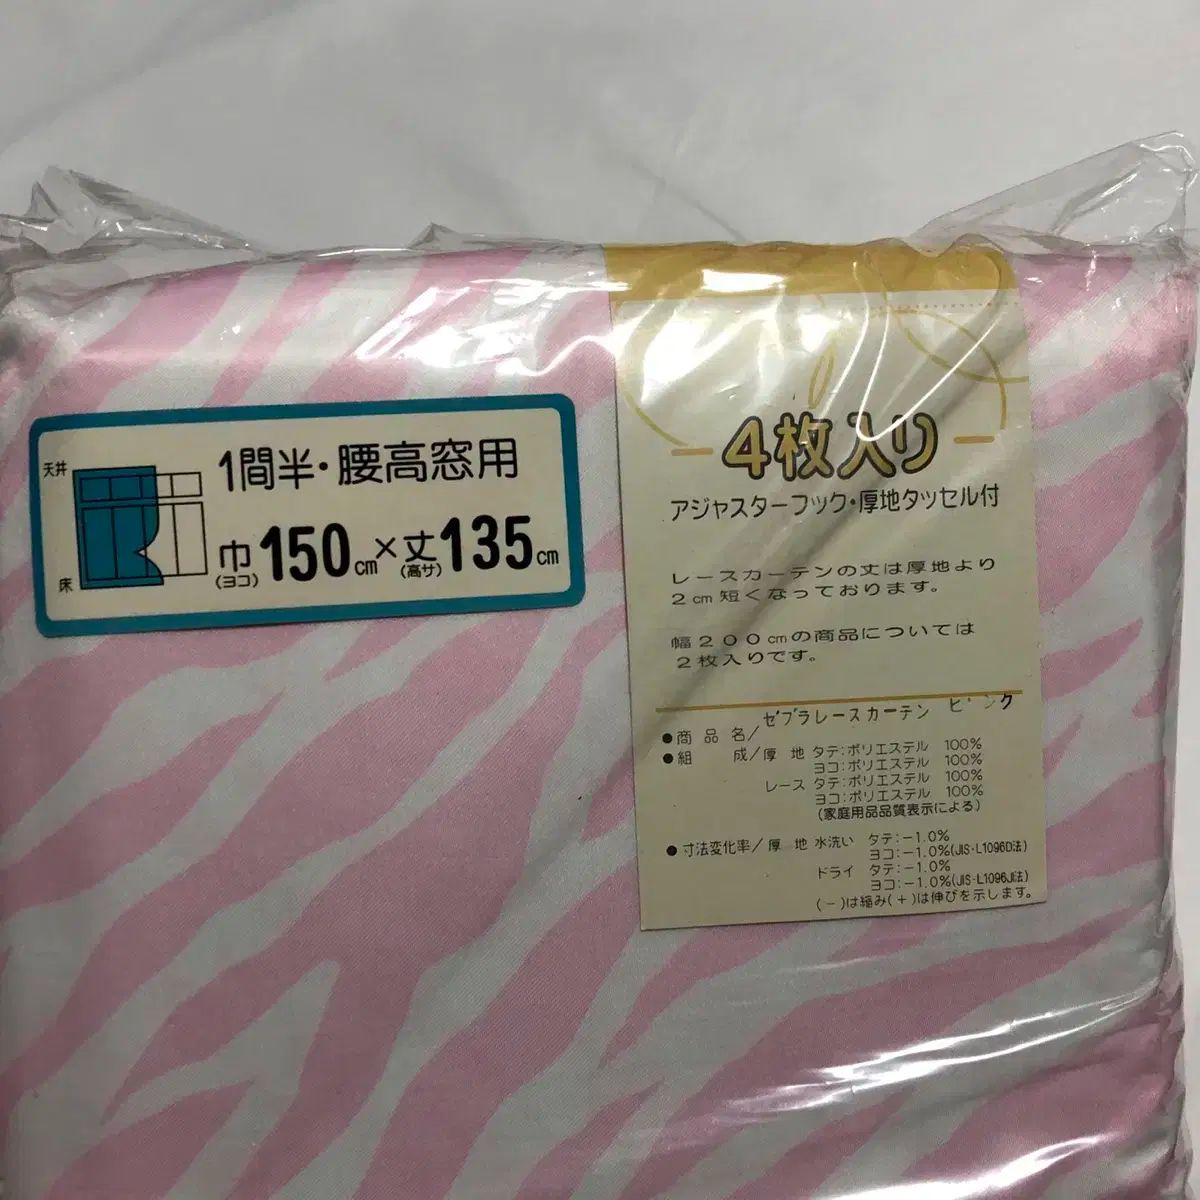 天井
床
1間半・腰高窓用
巾(ヨコ)150cm×丈(高サ)135cm
4枚入り
アジャスターフック・厚地タッセル付
レースカーテンの丈は厚地より
2cm短くなっております。
幅200cmの商品については
2枚入りです。
●商品名/ゼブラレースカーテン ピンク
●組成/厚地 タテ:ポリエステル 100%
ヨコ:ポリエステル 100%
レース タテ:ポリエステル 100%
ヨコ:ポリエステル 100%
(家庭用品品質表示による)
●寸法変化率/厚地 水洗い タテ:-1.0%
ヨコ:-1.0%(JIS-L1096D法)
ドライ タテ:-1.0%
ヨコ:-1.0%(JIS-L1096J法)
(-)は縮み(+)は伸びを示します。